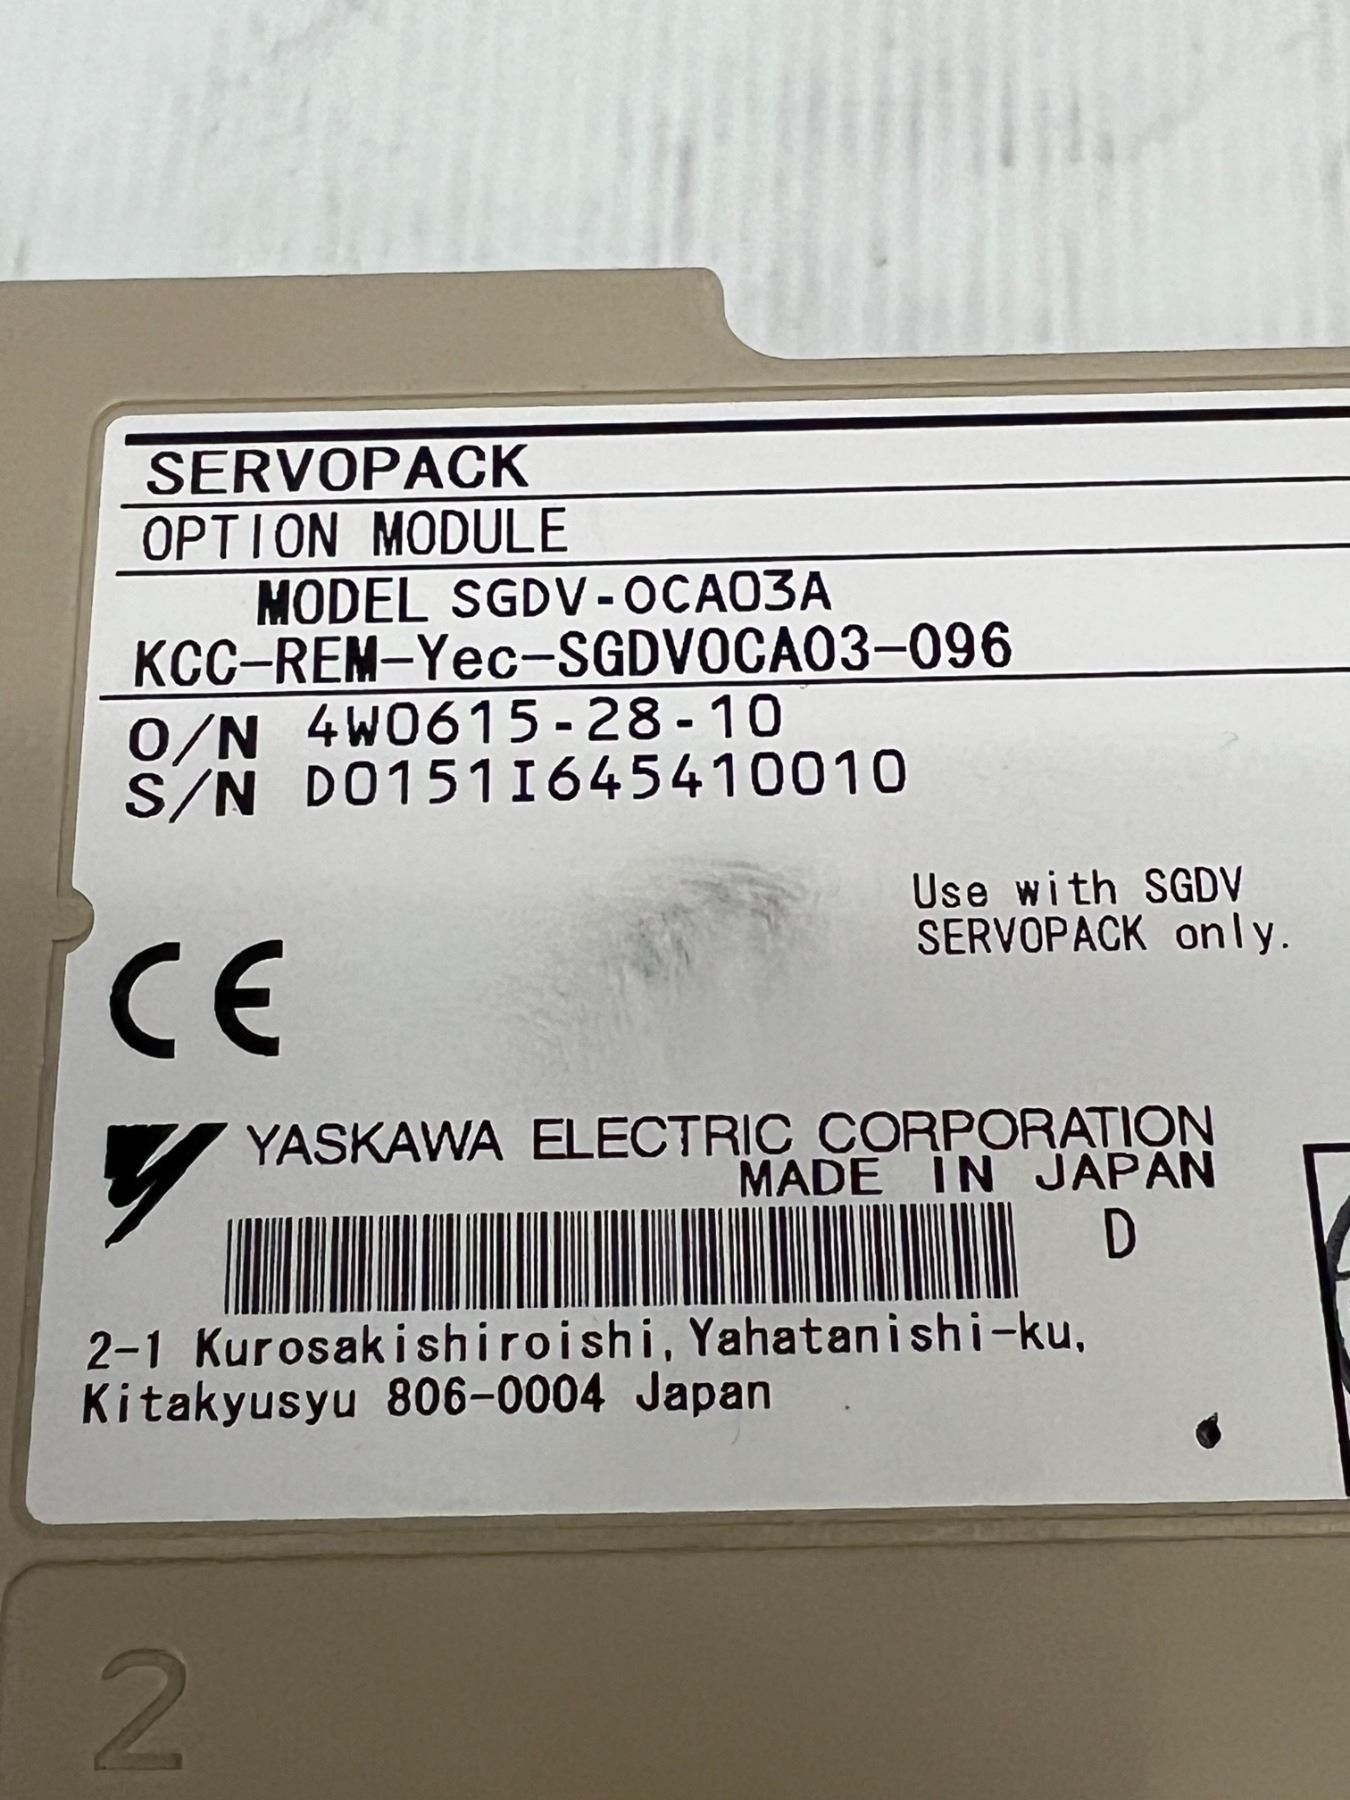 SERVOPACK
OPTION MODULE
MODEL SGDV-OCA03A
KCC-REM-Yec-SGDVOCA03-096
O/N 4W0615-28-10
S/N D0151I645410010
Use with SGDV
SERVOPACK only.
CE
YASKAWA ELECTRIC CORPORATION
MADE IN JAPAN
D
2-1 Kurosakishiroishi, Yahatanishi-ku,
Kitakyusyu 806-0004 Japan
2